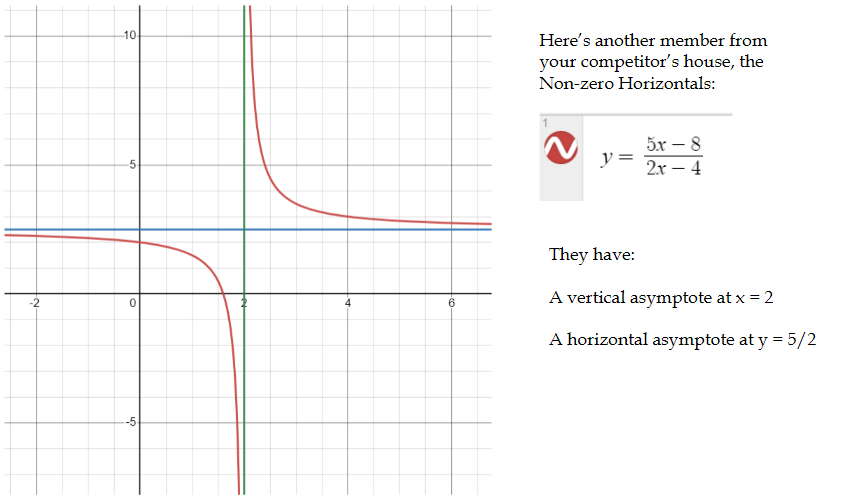 10
5
-2
0
2
4
6
-5
Here's another member from
your competitor's house, the
Non-zero Horizontals:
1
y = 5x − 8
2x − 4
They have:
A vertical asymptote at x = 2
A horizontal asymptote at y = 5/2